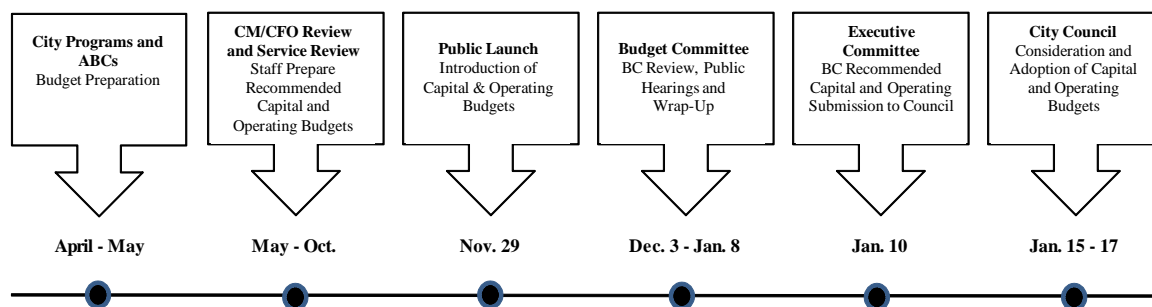 City Programs and
ABCs
Budget Preparation
CM/CFO Review
and Service Review
Staff Prepare
Recommended
Capital and
Operating Budgets
Public Launch
Introduction of
Capital & Operating
Budgets
Budget Committee
BC Review, Public
Hearings and
Wrap-Up
Executive
Committee
BC Recommended
Capital and Operating
Submission to Council
City Council
Consideration and
Adoption of Capital
and Operating
Budgets
April - May
May - Oct.
Nov. 29
Dec. 3 - Jan. 8
Jan. 10
Jan. 15 - 17